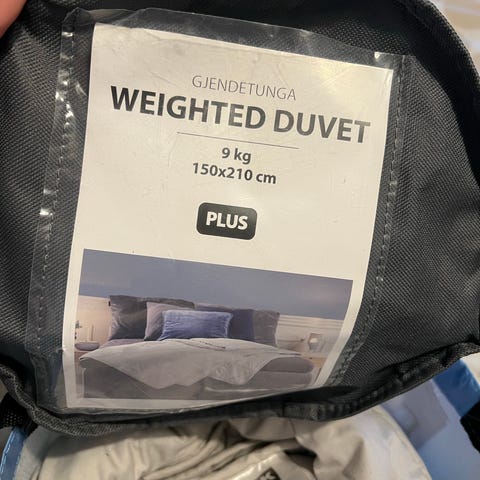 GJENDETUNGA
WEIGHTED DUVET
9 kg
150x210 cm
PLUS